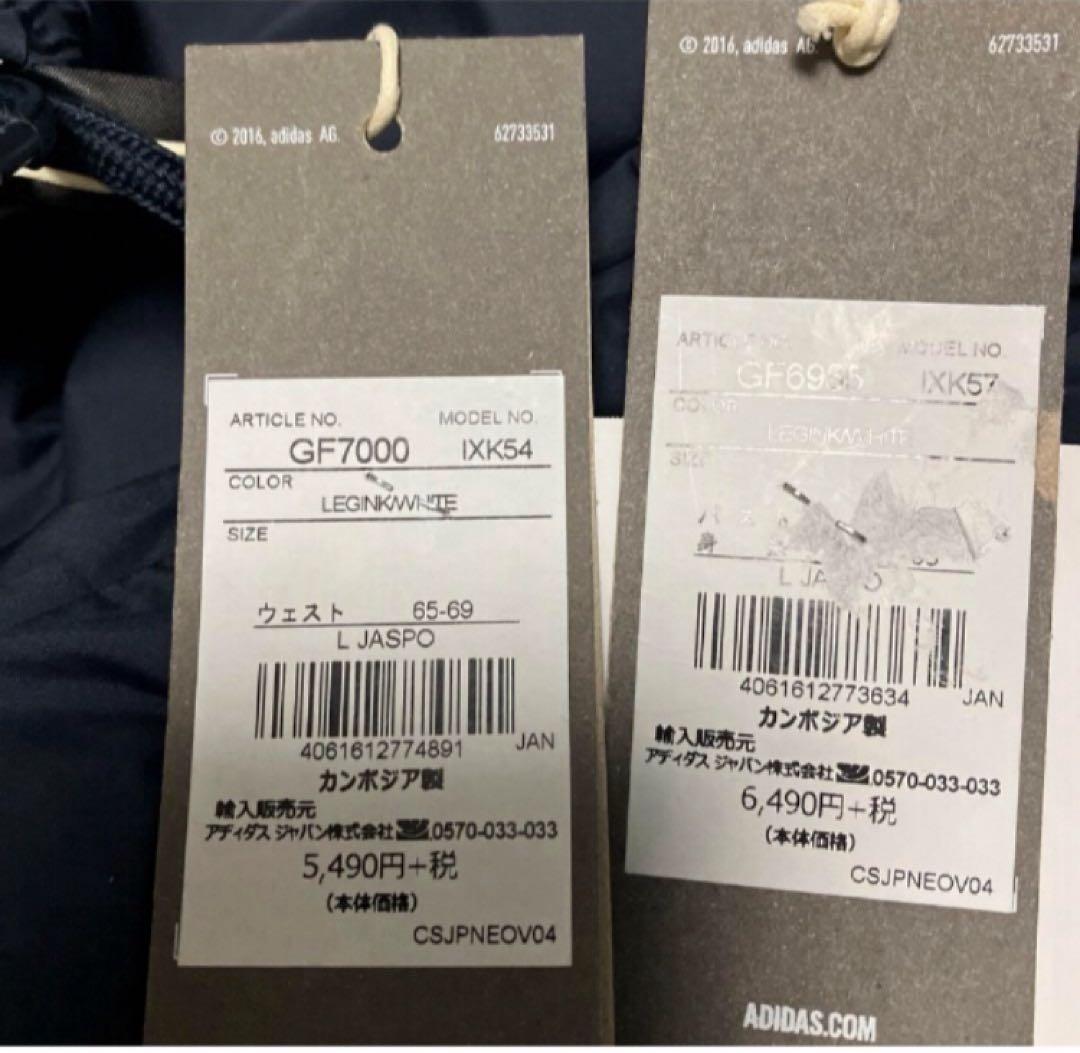 © 2016, adidas AG. 62733531
ARTICLE NO. MODEL NO.
GF7000 IXK54
COLOR
LEGINK/WHITE
SIZE
ウェスト 65-69
L JASPO
4061612774891 JAN
カンボジア製
輸入販売元
アディダス ジャパン株式会社 0570-033-033
5,490円+税
(本体価格)
CSJPNEOV04
© 2016, adidas AG. 62733531
MODEL NO.
IXK57
LEGINK/WHITE
SIZE
4061612773634 JAN
カンボジア製
輸入販売元
アディダス ジャパン株式会社 0570-033-033
6,490円+税
(本体価格)
CSJPNEOV04
ADIDAS.COM